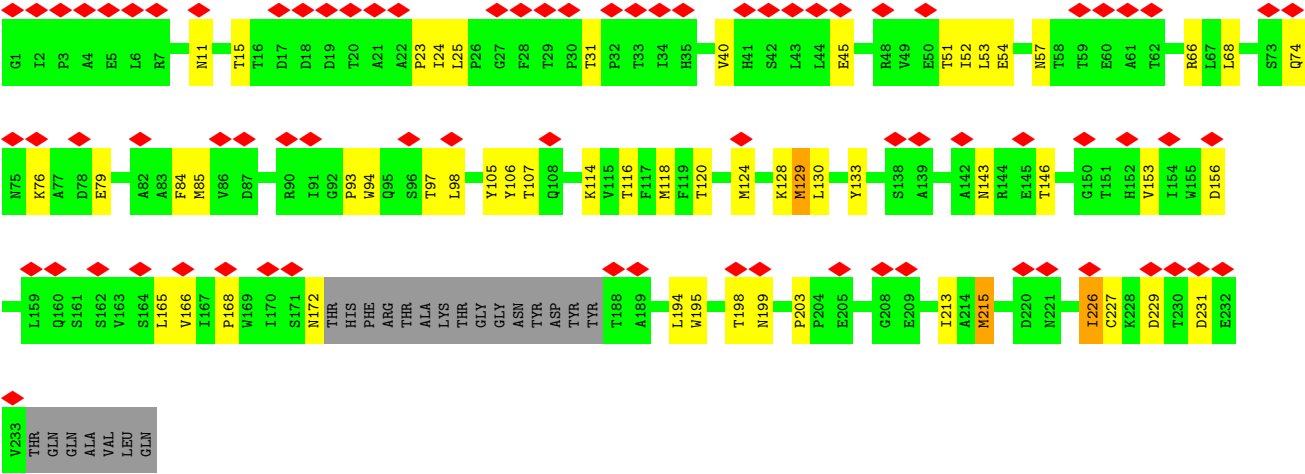 G1 I2 P3 A4 E5 L6 R7 N11 T15 T16 D17 D18 D19 T20 A21 A22 P23 I24 L25 P26 G27 F28 T29 P30 T31 P32 T33 I34 H35 V40 H41 S42 L43 L44 E45 R48 V49 E50 T51 I52 L53 E54 N57 T58 T59 E60 A61 T62 R66 L67 L68 S73 Q74
N75 K76 A77 D78 E79 A82 A83 F84 M85 V86 D87 R90 I91 G92 P93 W94 Q95 S96 T97 L98 Y105 Y106 T107 Q108 K114 V115 T116 F117 M118 F119 T120 M124 K128 M129 L130 Y133 S138 A139 A142 N143 R144 E145 T146 G150 T151 H152 V153 I154 W155 D156
L159 Q160 S161 S162 V163 S164 L165 V166 I167 P168 W169 I170 S171 N172 THR HIS PHE ARG THR ALA LYS THR GLY GLY ASN TYR ASP TYR TYR T188 A189 L194 W195 T198 N199 P203 P204 E205 G208 E209 I213 A214 M215 D220 N221 I226 C227 K228 D229 T230 D231 E232
V233 THR GLN GLN ALA VAL LEU GLN